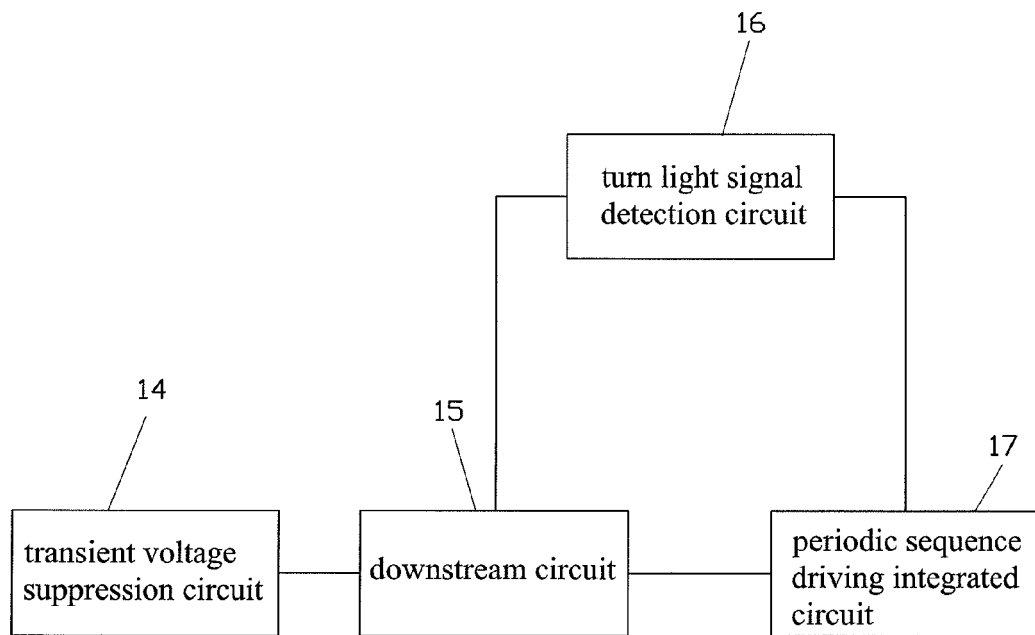 16
turn light signal
detection circuit
14
15
17
transient voltage
suppression circuit
downstream circuit
periodic sequence
driving integrated
circuit